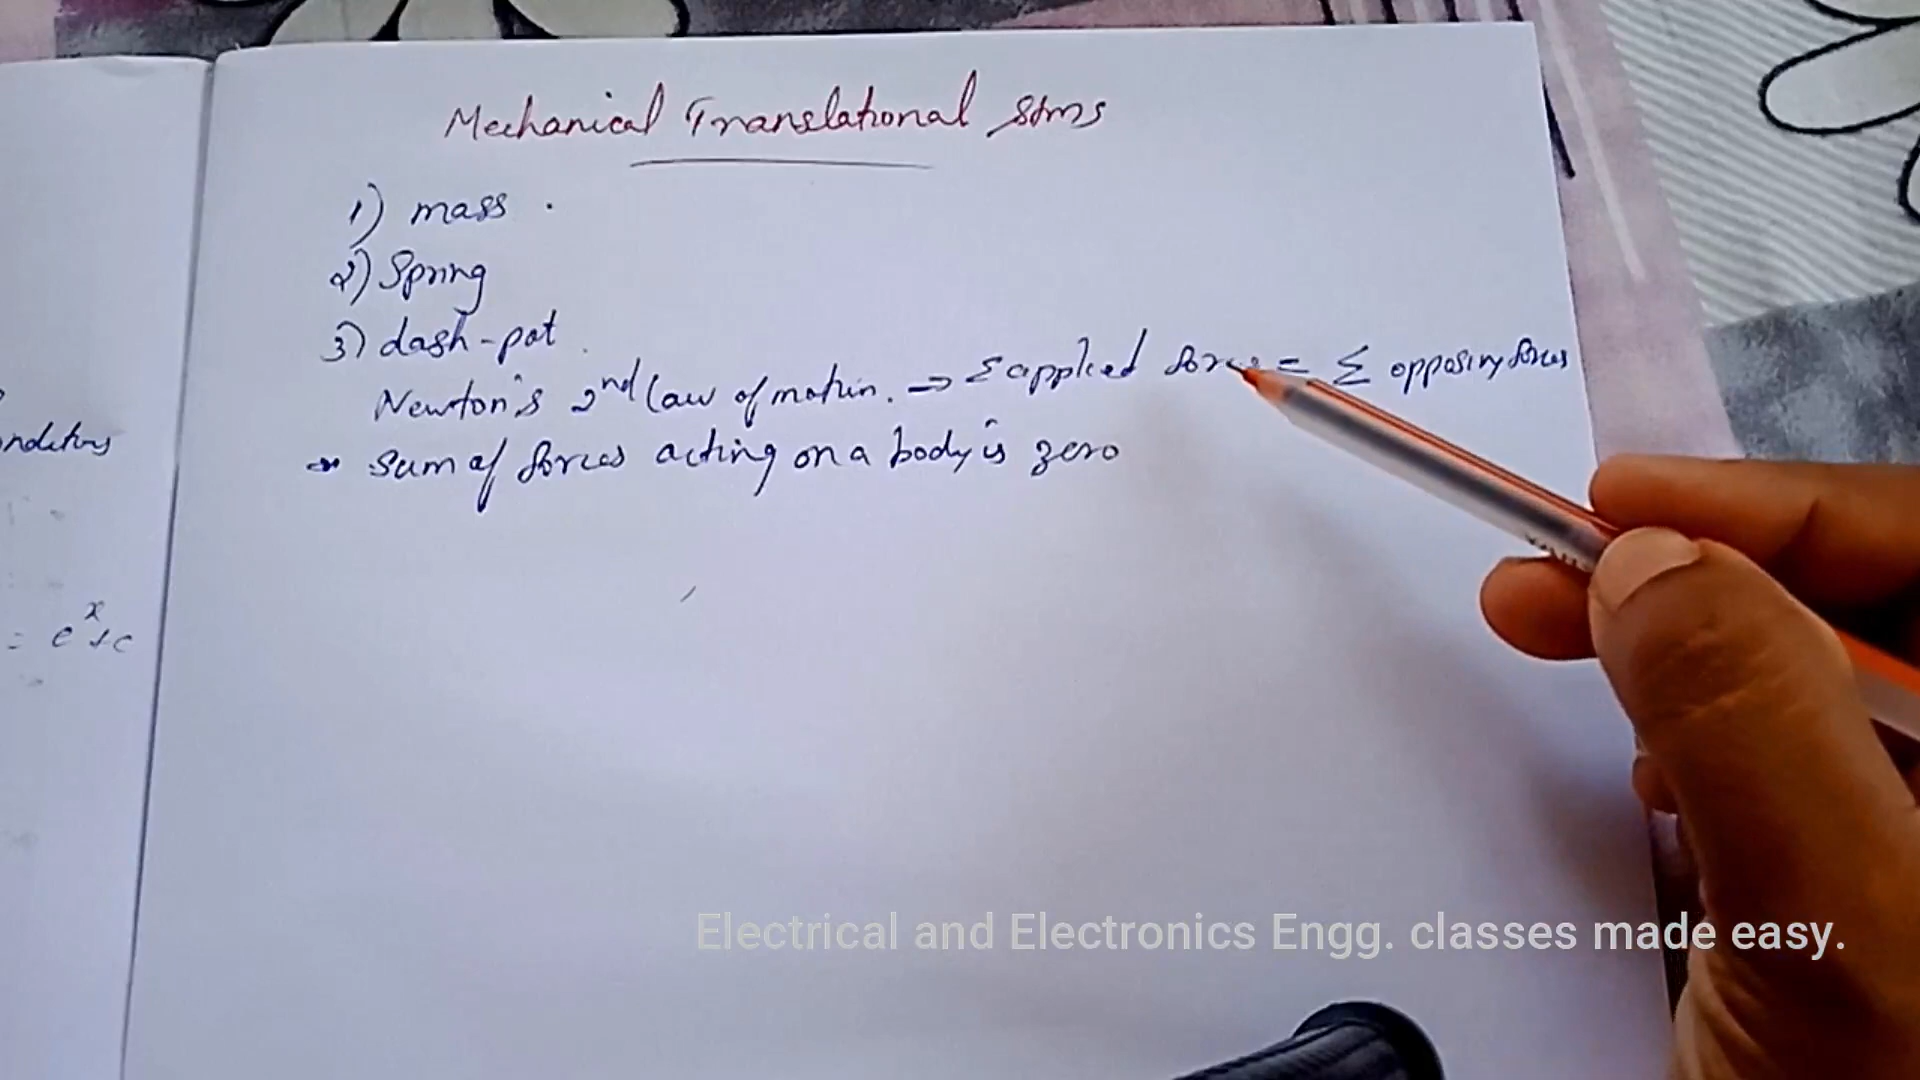 Mechanical Translational Stms
1) mass .
2) Spring
3) dash-pot
Newton's 2nd law of motion. → Σ applied forces = Σ opposing forces
→ Sum of forces acting on a body is zero
= e^x + c
Electrical and Electronics Engg. classes made easy.